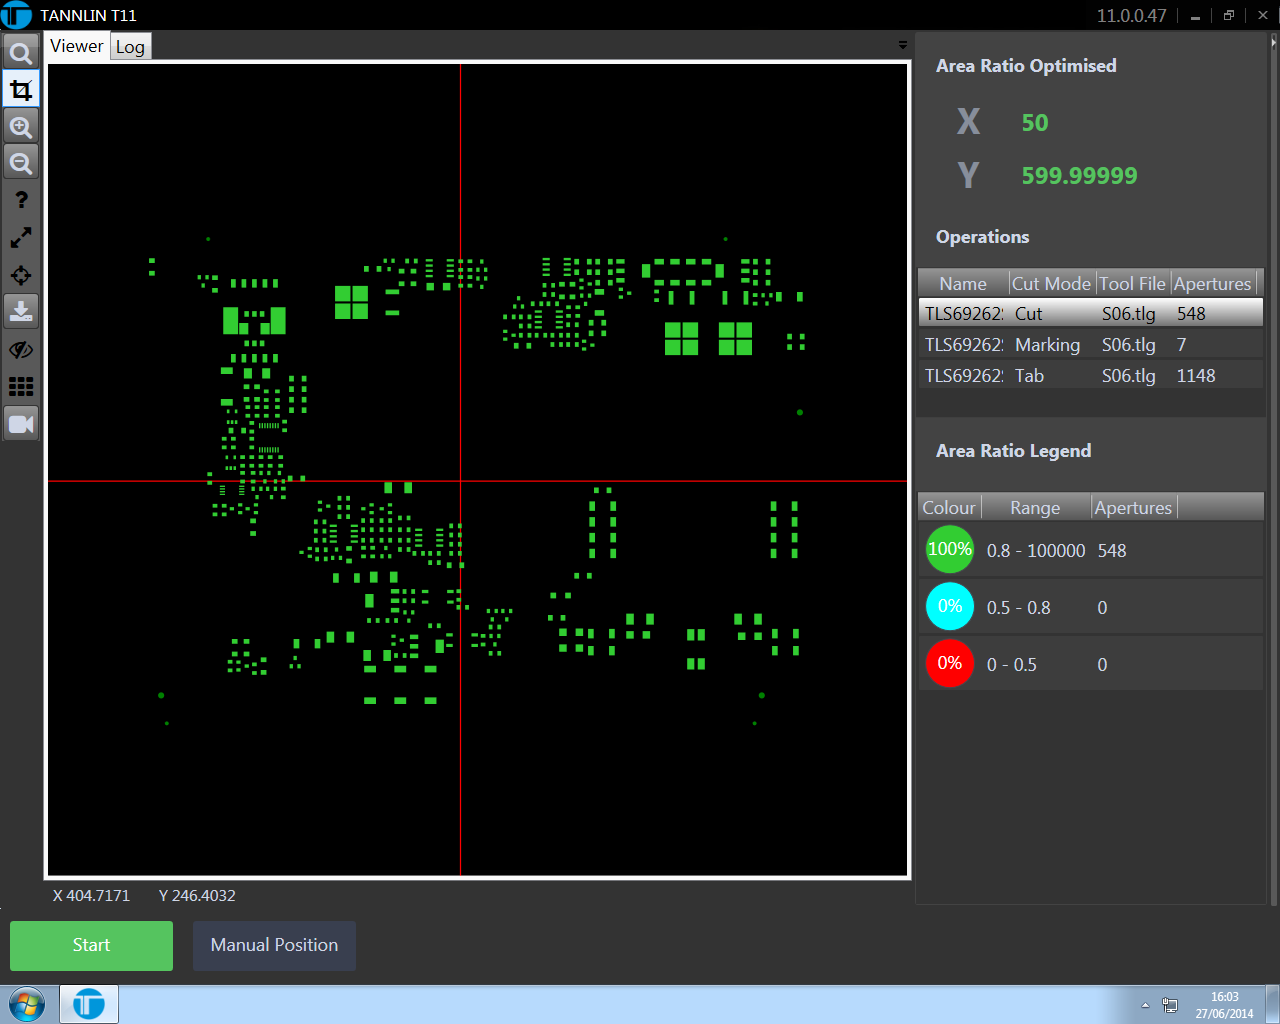 TANNLIN T11
11.0.0.47
Viewer
Log
Area Ratio Optimised
X 50
Y 599.99999
Operations
Name Cut Mode Tool File Apertures
TLS69262 Cut S06.tlg 548
TLS69262 Marking S06.tlg 7
TLS69262 Tab S06.tlg 1148
Area Ratio Legend
Colour Range Apertures
100% 0.8 - 100000 548
0% 0.5 - 0.8 0
0% 0 - 0.5 0
X 404.7171 Y 246.4032
Start
Manual Position
16:03
27/06/2014